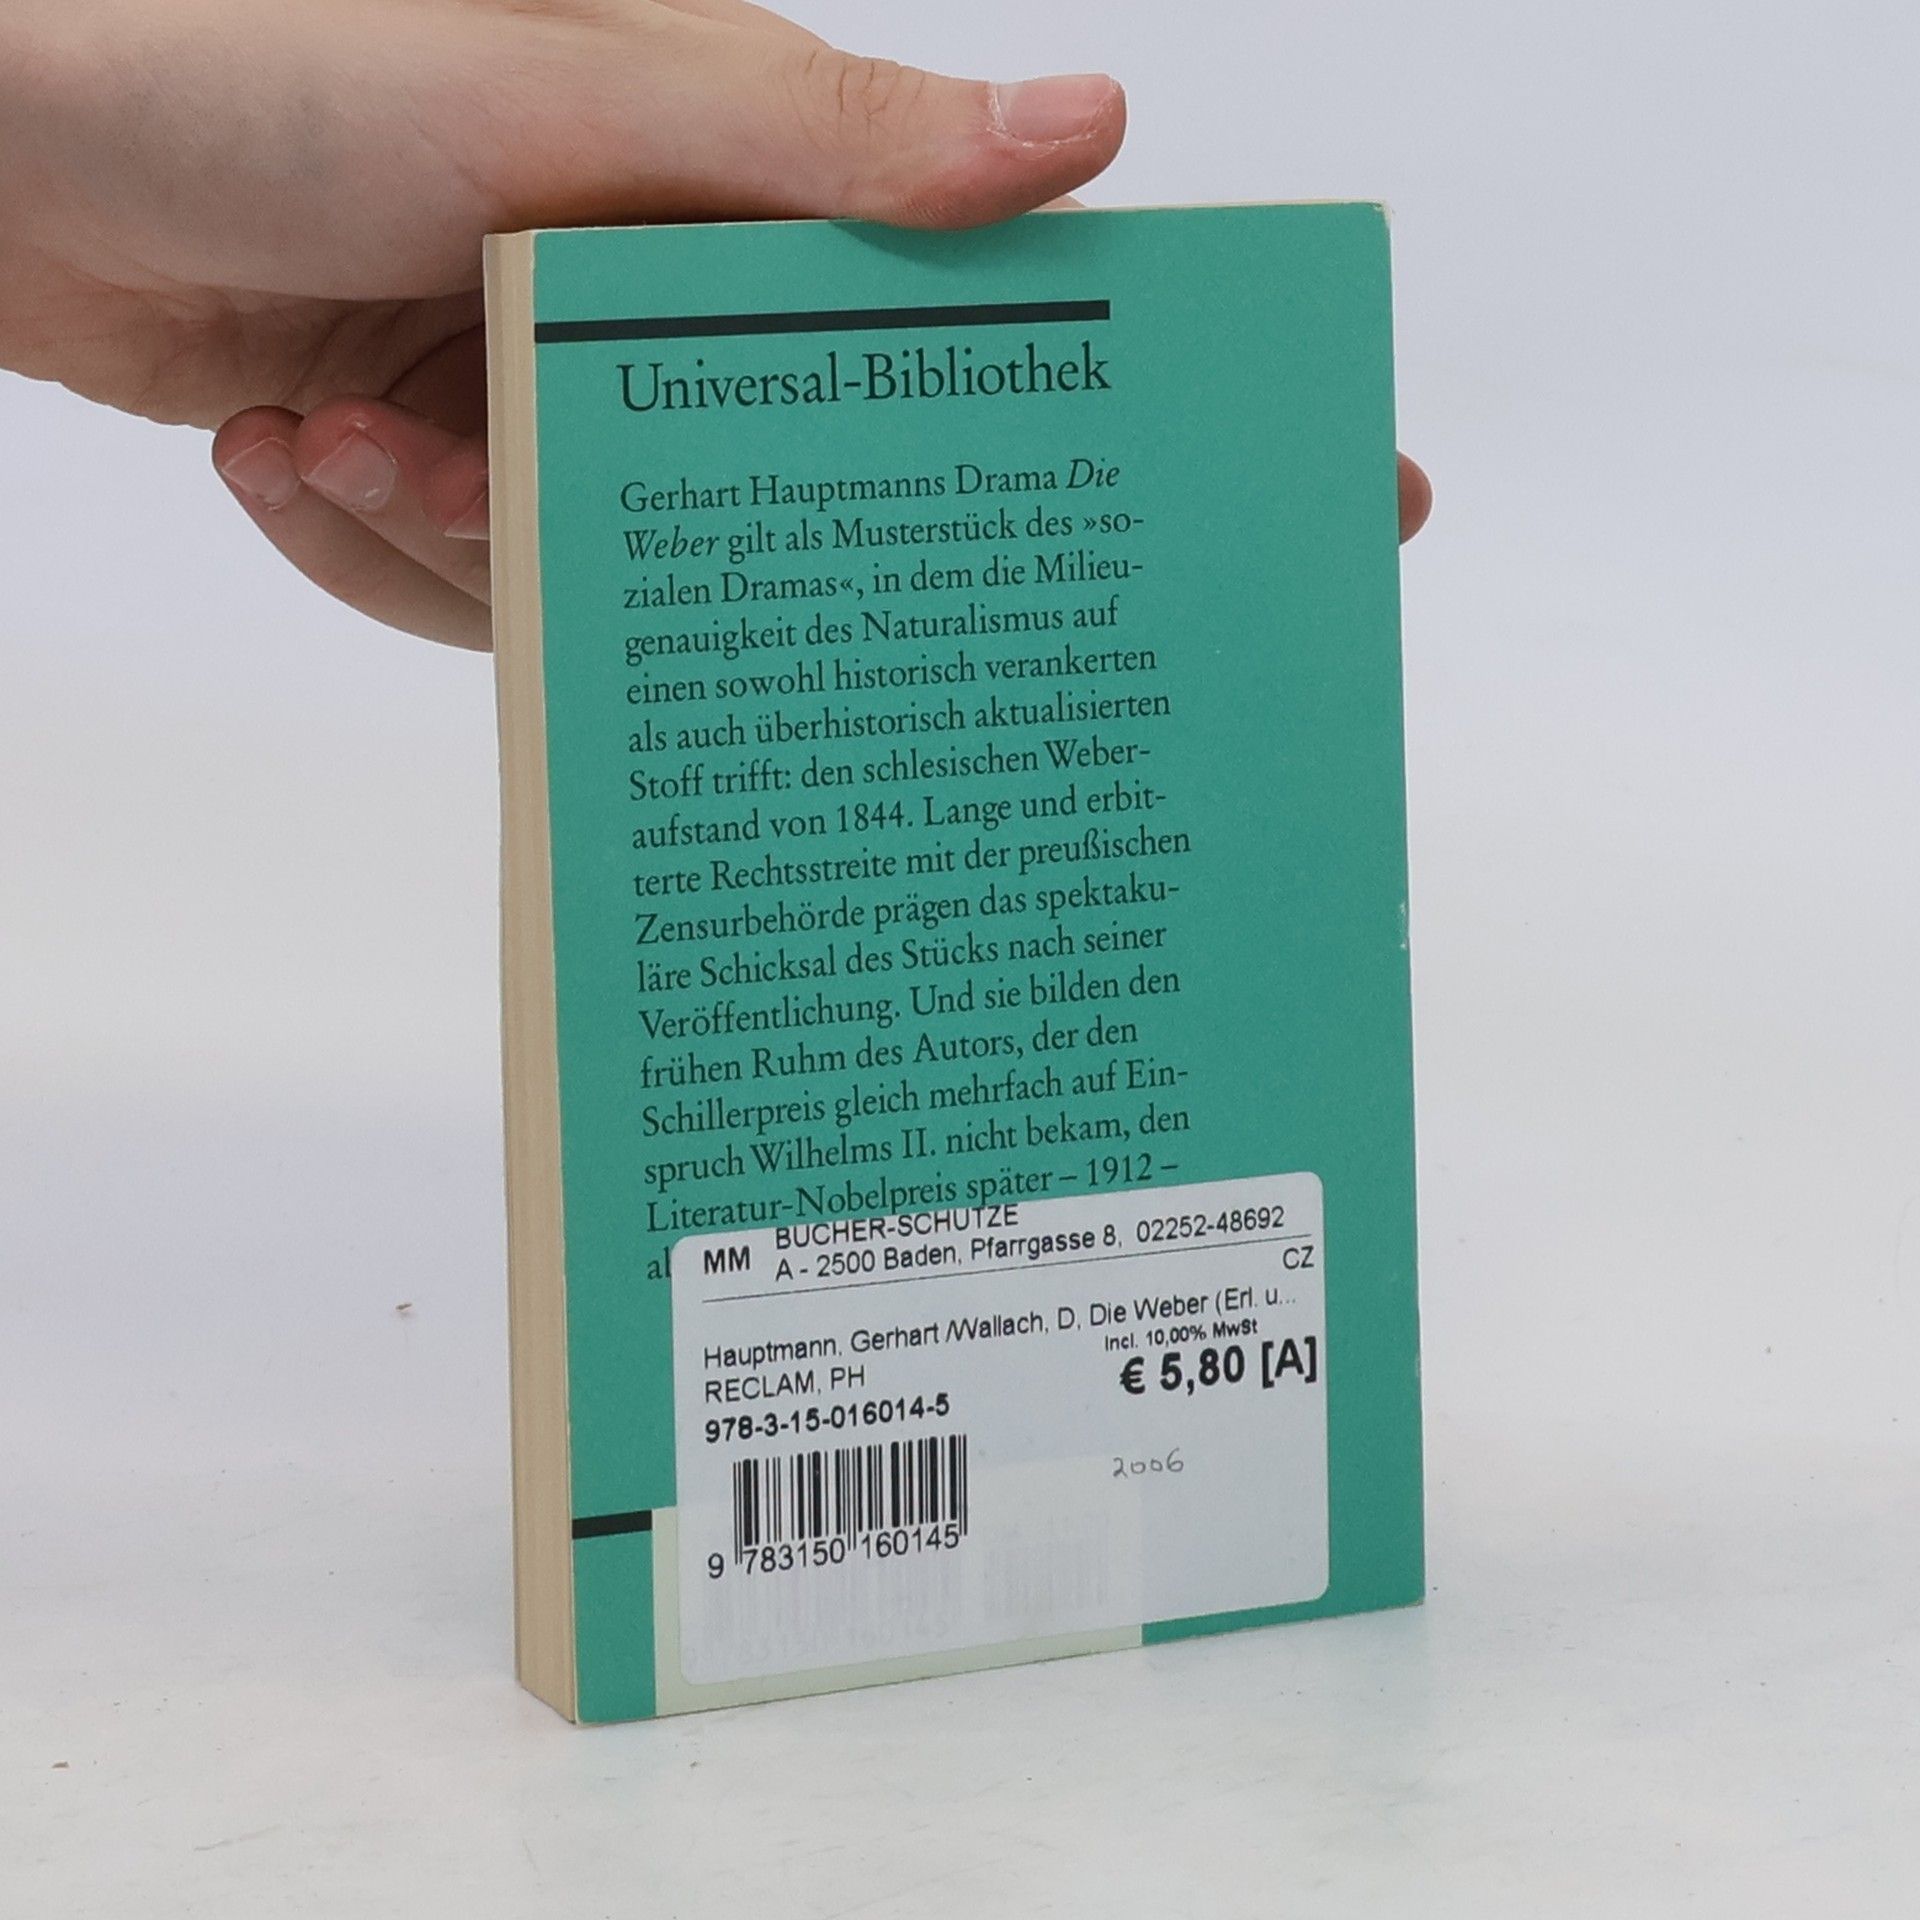 Universal-Bibliothek
Gerhart Hauptmanns Drama Die
Weber gilt als Musterstück des »so-
zialen Dramas«, in dem die Milieu-
genauigkeit des Naturalismus auf
einen sowohl historisch verankerten
als auch überhistorisch aktualisierten
Stoff trifft: den schlesischen Weber-
aufstand von 1844. Lange und erbit-
terte Rechtsstreite mit der preußischen
Zensurbehörde prägen das spektaku-
läre Schicksal des Stücks nach seiner
Veröffentlichung. Und sie bilden den
frühen Ruhm des Autors, der den
Schillerpreis gleich mehrfach auf Ein-
spruch Wilhelms II. nicht bekam, den
Literatur-Nobelpreis später – 1912 –
al
MM BÜCHER-SCHÜTZE
A - 2500 Baden, Pfarrgasse 8, 02252-48692
CZ
Hauptmann, Gerhart /Wallach, D, Die Weber (Erl. u...
Incl. 10,00% MwSt
RECLAM, PH
€ 5,80 [A]
978-3-15-016014-5
2006
9 783150 160145